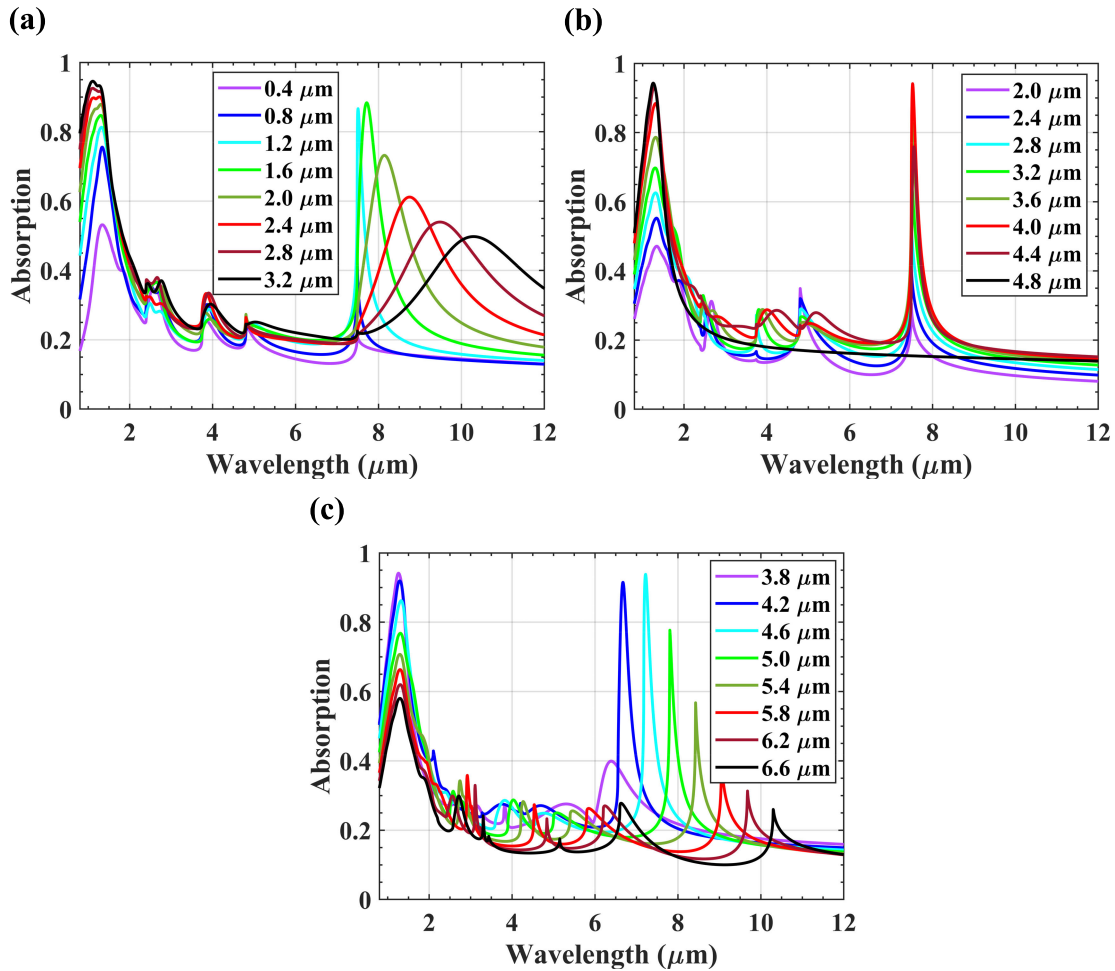 (a)
Absorption
1
0.8
0.6
0.4
0.2
0
0.4 μm
0.8 μm
1.2 μm
1.6 μm
2.0 μm
2.4 μm
2.8 μm
3.2 μm
2 4 6 8 10 12
Wavelength (μm)
(b)
Absorption
1
0.8
0.6
0.4
0.2
0
2.0 μm
2.4 μm
2.8 μm
3.2 μm
3.6 μm
4.0 μm
4.4 μm
4.8 μm
2 4 6 8 10 12
Wavelength (μm)
(c)
Absorption
1
0.8
0.6
0.4
0.2
0
3.8 μm
4.2 μm
4.6 μm
5.0 μm
5.4 μm
5.8 μm
6.2 μm
6.6 μm
2 4 6 8 10 12
Wavelength (μm)